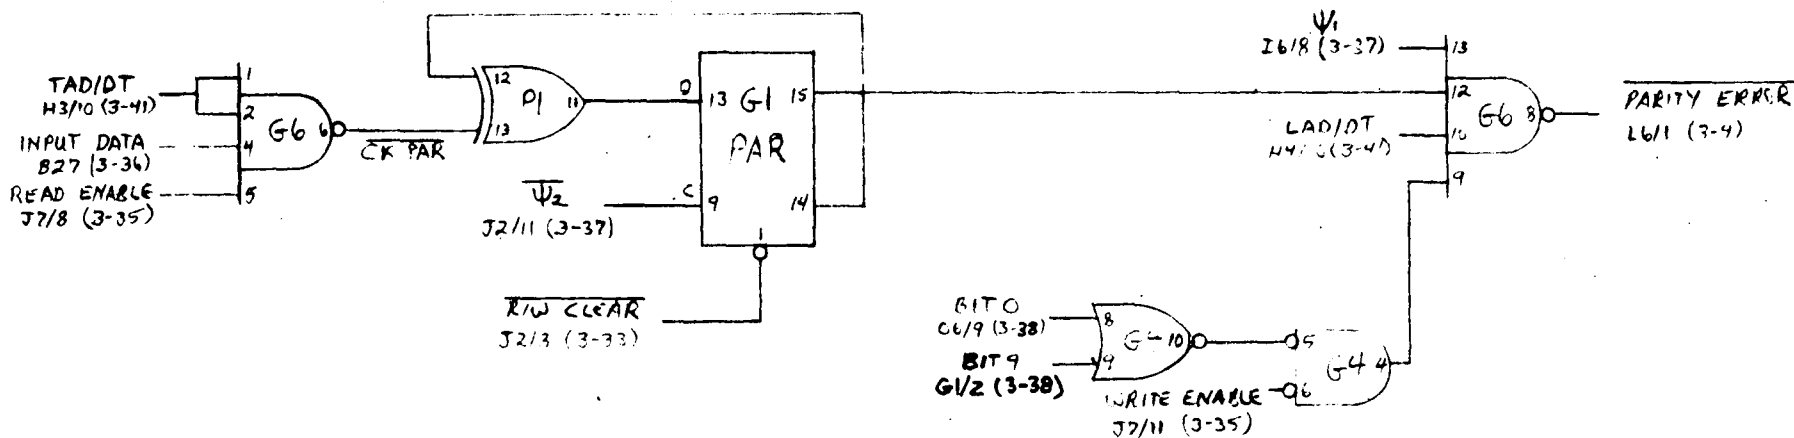 Ψ1
I6/8 (3-37)
13
TAD/DT
H3/10 (3-41)
1
2
G6
6
INPUT DATA
B27 (3-36)
4
READ ENABLE
J7/8 (3-35)
5
CK PAR
12
13
P1
11
D
13
G1
15
PAR
C
9
14
1
Ψ2
J2/11 (3-37)
R/W CLEAR
J2/3 (3-33)
12
LAD/DT
10
G6
8
9
PARITY ERROR
L6/1 (3-4)
BIT 0
C6/9 (3-38)
8
10
BIT 9
G1/2 (3-38)
9
5
G4
4
6
WRITE ENABLE
J7/11 (3-35)